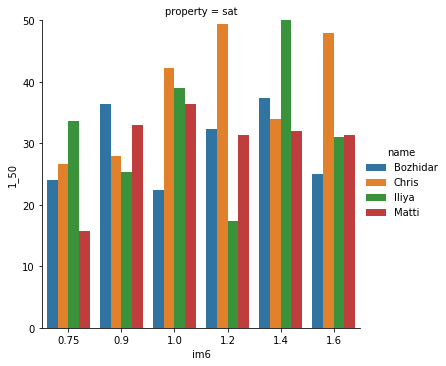 property = sat
50
40
30
20
10
0
1_50
0.75 0.9 1.0 1.2 1.4 1.6
im6
name
Bozhidar
Chris
Iliya
Matti